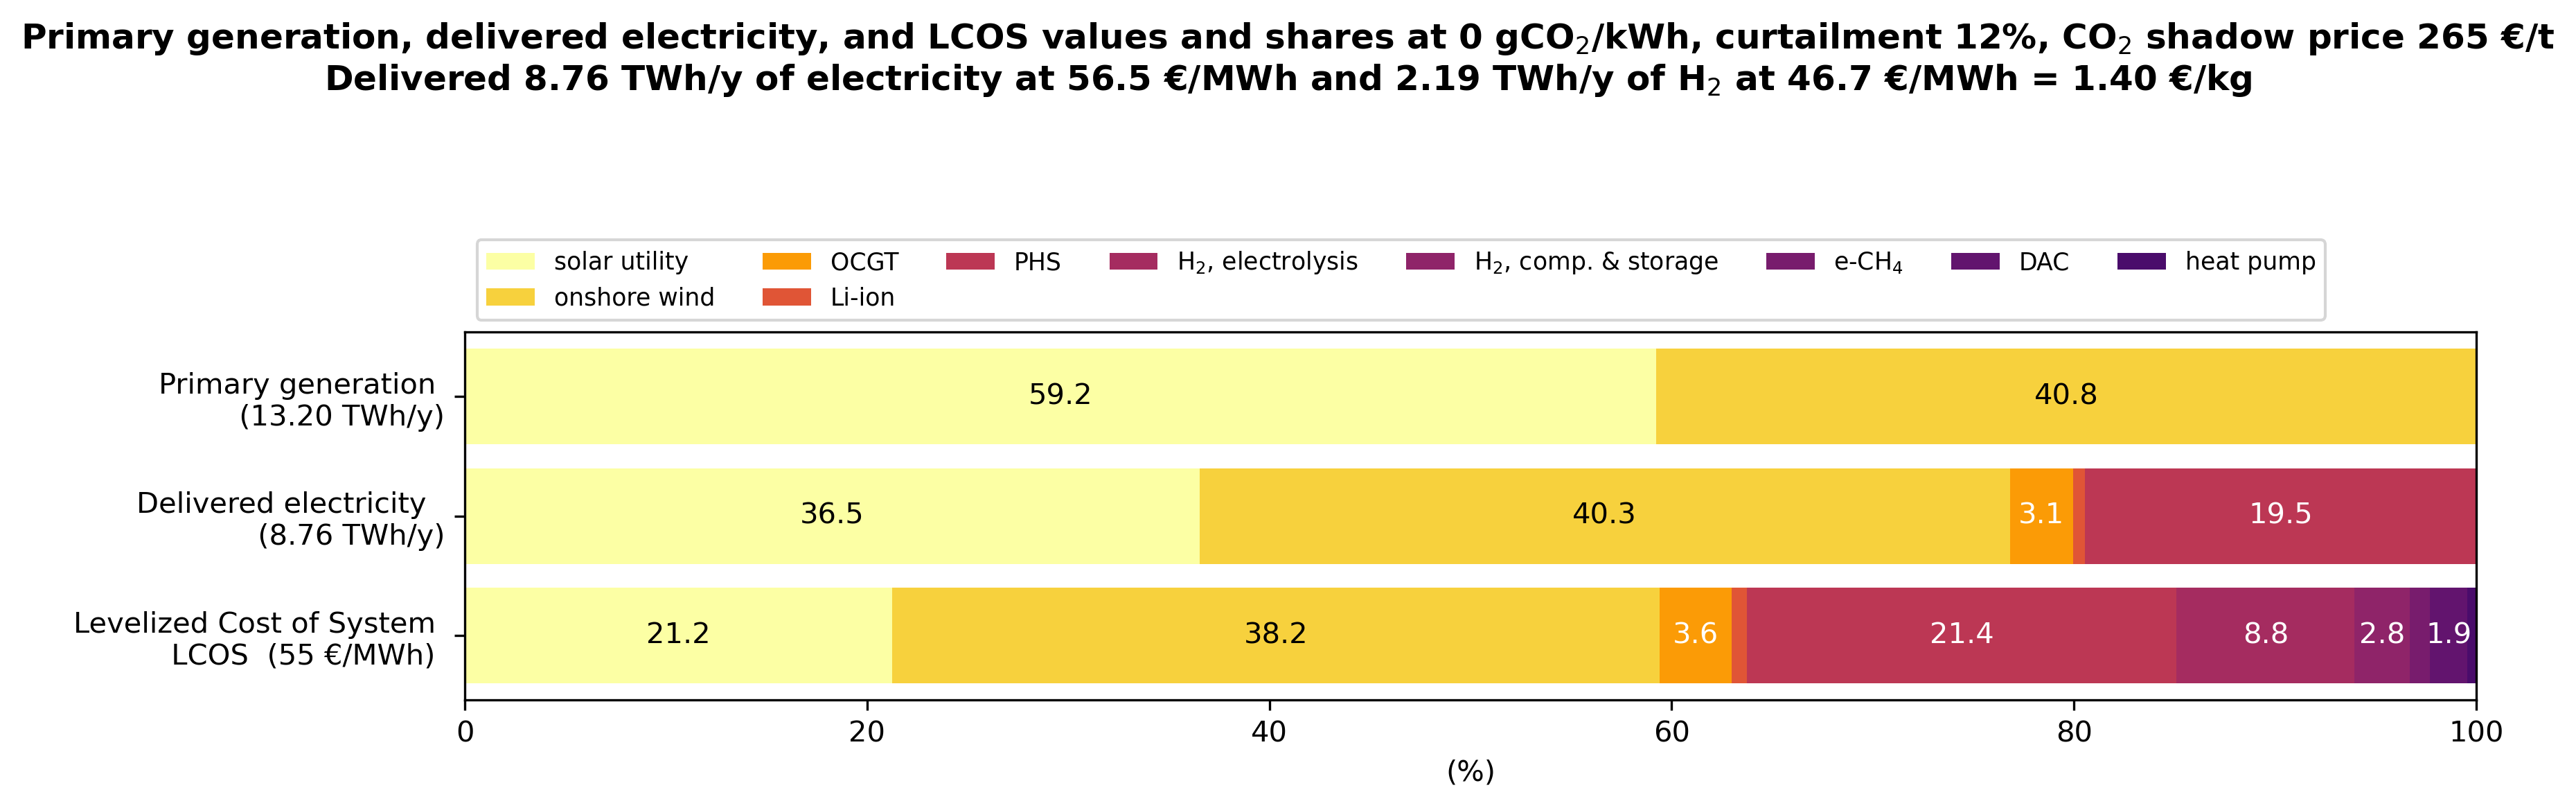 Primary generation, delivered electricity, and LCOS values and shares at 0 gCO₂/kWh, curtailment 12%, CO₂ shadow price 265 €/t
Delivered 8.76 TWh/y of electricity at 56.5 €/MWh and 2.19 TWh/y of H₂ at 46.7 €/MWh = 1.40 €/kg
solar utility OCGT PHS H₂, electrolysis H₂, comp. & storage e-CH₄ DAC heat pump
onshore wind Li-ion
Primary generation
(13.20 TWh/y)
59.2 40.8
Delivered electricity
(8.76 TWh/y)
36.5 40.3 3.1 19.5
Levelized Cost of System
LCOS (55 €/MWh)
21.2 38.2 3.6 21.4 8.8 2.8 1.9
0 20 40 60 80 100
(%)